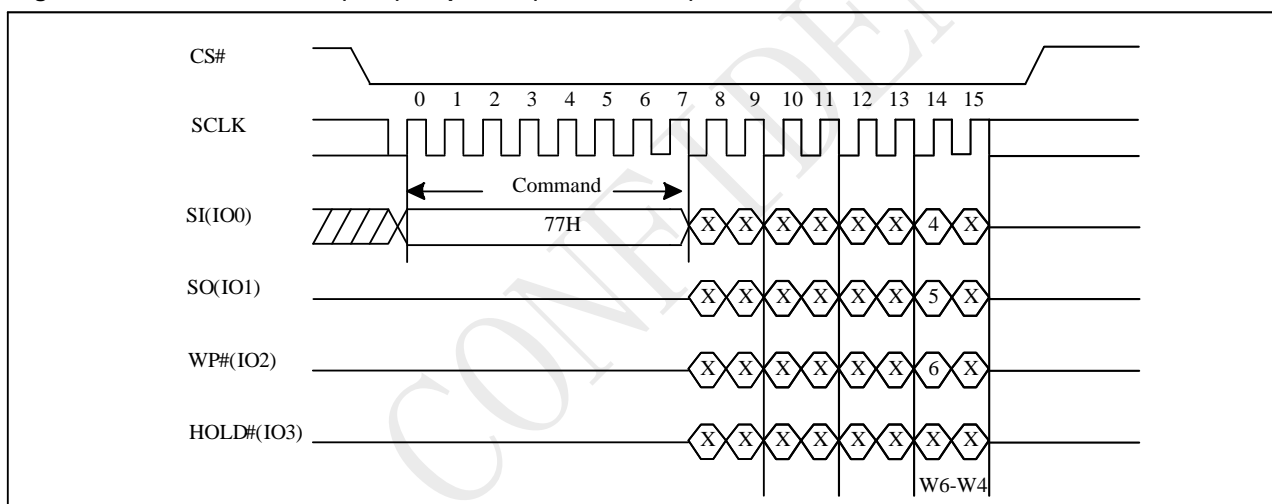 CS#
0 1 2 3 4 5 6 7 8 9 10 11 12 13 14 15
SCLK
Command
SI(IO0) 77H X X X X X X 4 X
SO(IO1) X X X X X X 5 X
WP#(IO2) X X X X X X 6 X
HOLD#(IO3) X X X X X X X X
W6-W4